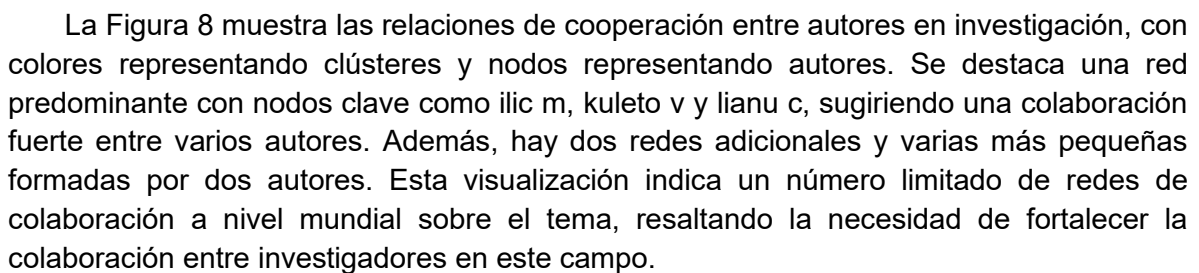 La Figura 8 muestra las relaciones de cooperación entre autores en investigación, con
colores representando clústeres y nodos representando autores. Se destaca una red
predominante con nodos clave como ilic m, kuleto v y lianu c, sugiriendo una colaboración
fuerte entre varios autores. Además, hay dos redes adicionales y varias más pequeñas
formadas por dos autores. Esta visualización indica un número limitado de redes de
colaboración a nivel mundial sobre el tema, resaltando la necesidad de fortalecer la
colaboración entre investigadores en este campo.